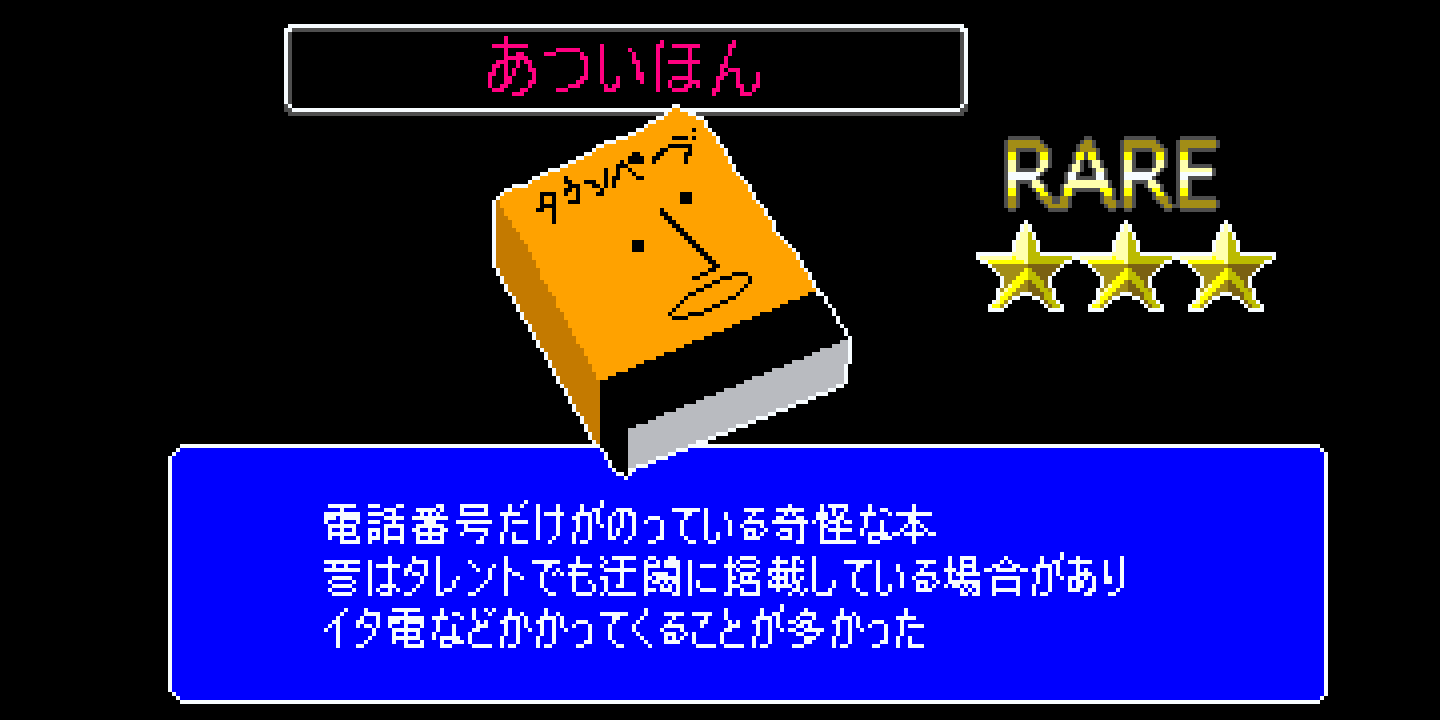 あついほん
タウンページ
RARE
電話番号だけがのっている奇怪な本
昔はタレントでも迂闊に掲載している場合があり
イタ電などかかってくることが多かった